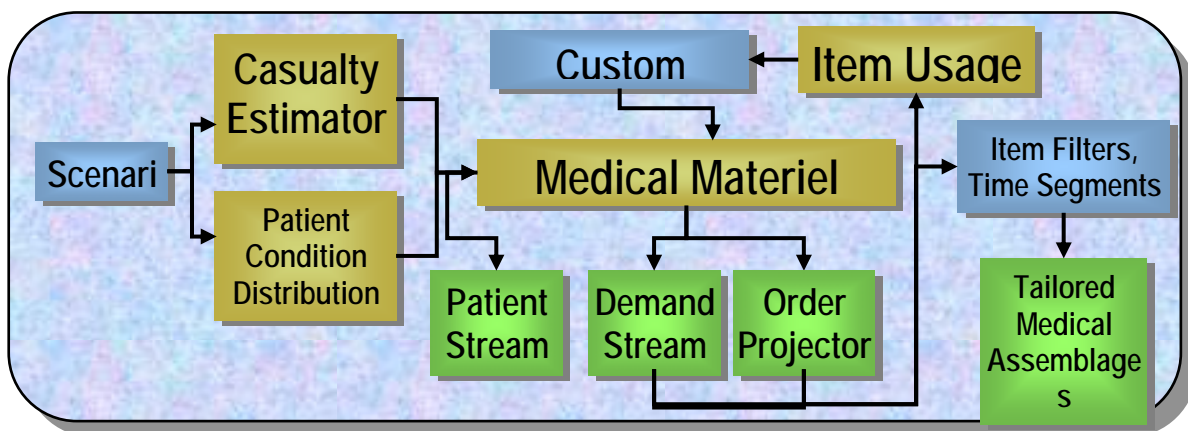 Scenari
Casualty
Estimator
Patient
Condition
Distribution
Custom
Item Usage
Medical Materiel
Patient
Stream
Demand
Stream
Order
Projector
Item Filters,
Time Segments
Tailored
Medical
Assemblage
s